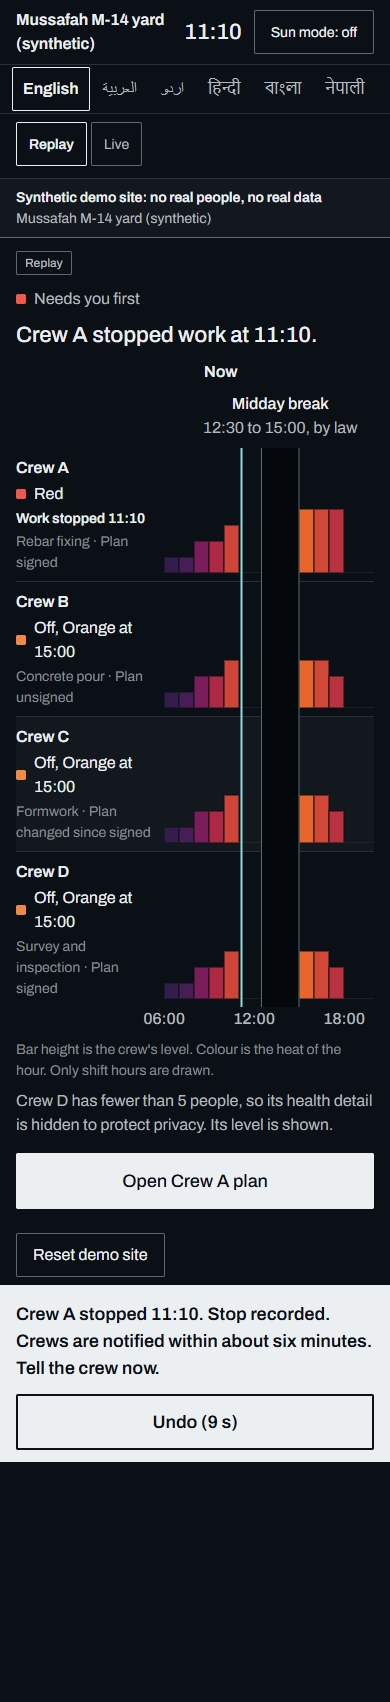 Mussafah M-14 yard
(synthetic)
11:10
Sun mode: off
English
العربية
اردو
हिन्दी
বাংলা
नेपाली
Replay
Live
Synthetic demo site: no real people, no real data
Mussafah M-14 yard (synthetic)
Replay
Needs you first
Crew A stopped work at 11:10.
Now
Midday break
12:30 to 15:00, by law
Crew A
Red
Work stopped 11:10
Rebar fixing · Plan
signed
Crew B
Off, Orange at
15:00
Concrete pour · Plan
unsigned
Crew C
Off, Orange at
15:00
Formwork · Plan
changed since signed
Crew D
Off, Orange at
15:00
Survey and
inspection · Plan
signed
06:00
12:00
18:00
Bar height is the crew's level. Colour is the heat of the
hour. Only shift hours are drawn.
Crew D has fewer than 5 people, so its health detail
is hidden to protect privacy. Its level is shown.
Open Crew A plan
Reset demo site
Crew A stopped 11:10. Stop recorded.
Crews are notified within about six minutes.
Tell the crew now.
Undo (9 s)